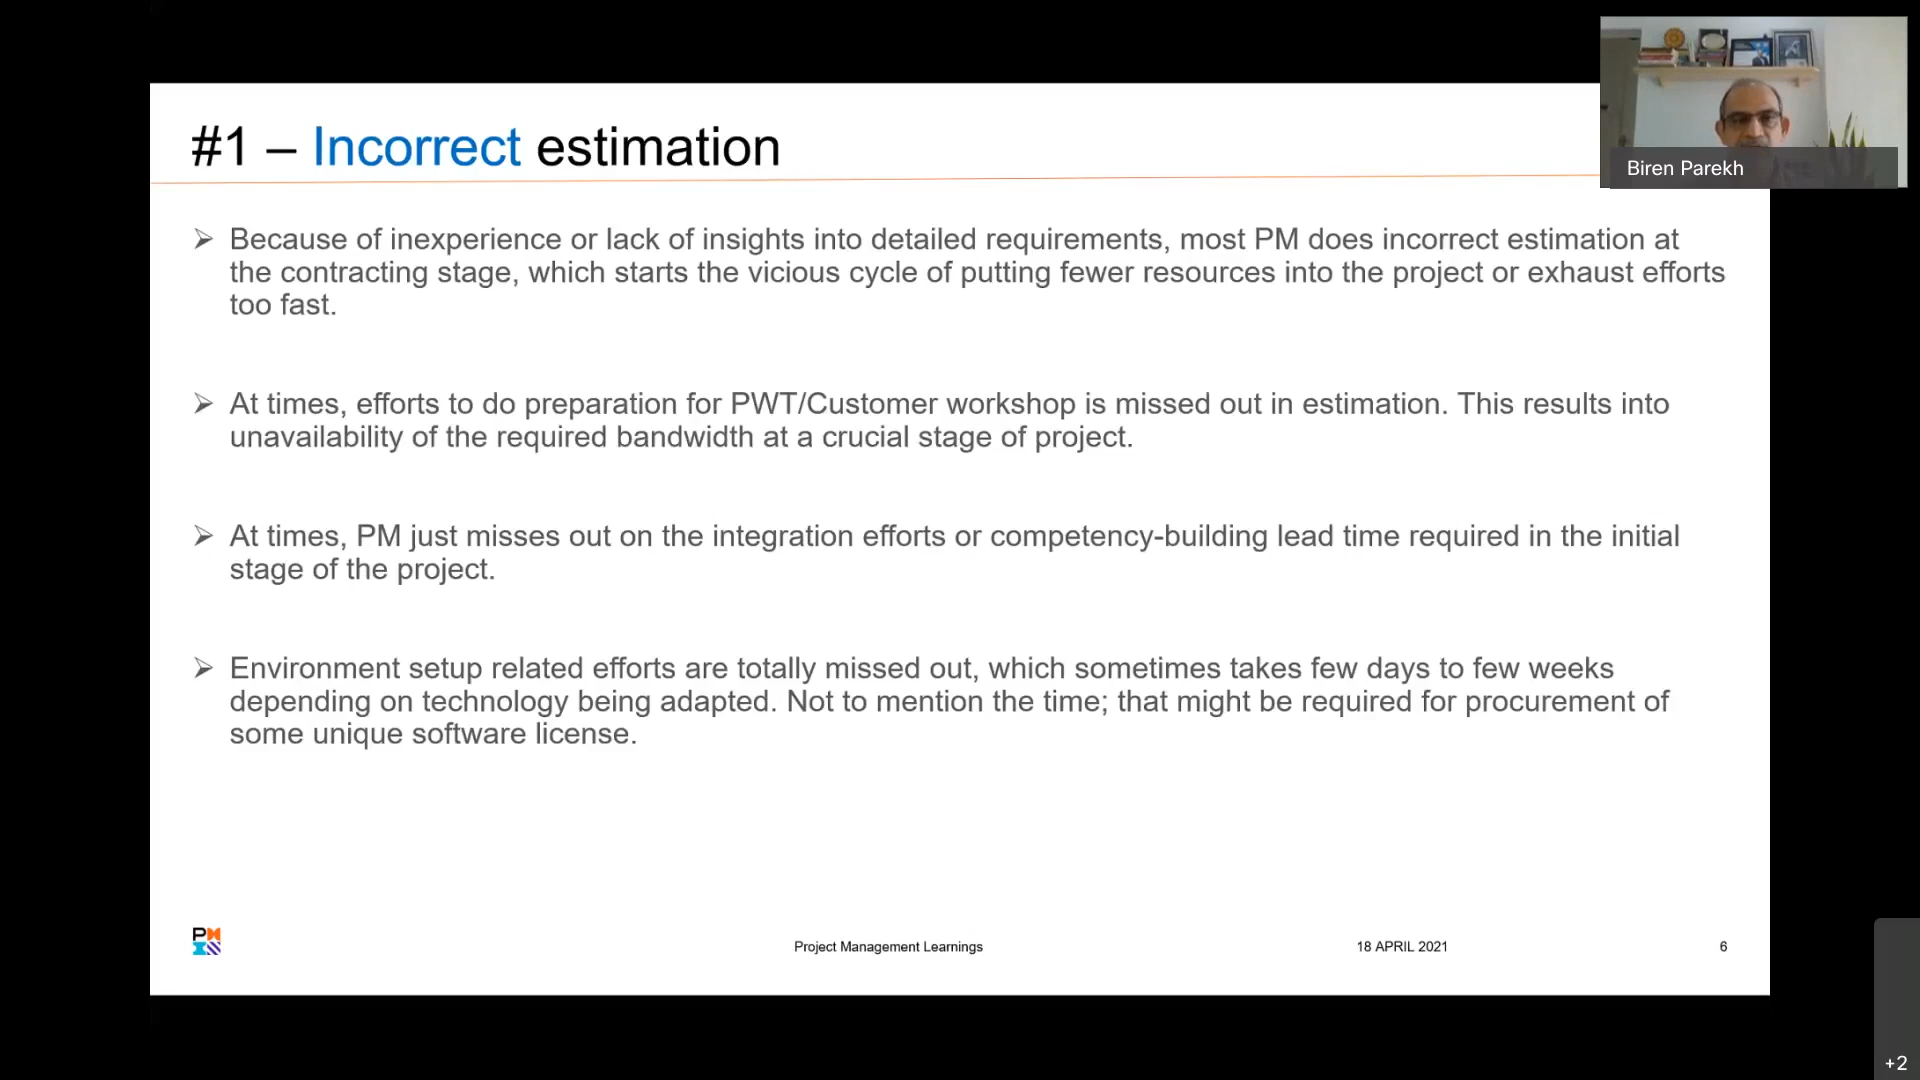 #1 – Incorrect estimation
Biren Parekh
➢ Because of inexperience or lack of insights into detailed requirements, most PM does incorrect estimation at
the contracting stage, which starts the vicious cycle of putting fewer resources into the project or exhaust efforts
too fast.
➢ At times, efforts to do preparation for PWT/Customer workshop is missed out in estimation. This results into
unavailability of the required bandwidth at a crucial stage of project.
➢ At times, PM just misses out on the integration efforts or competency-building lead time required in the initial
stage of the project.
➢ Environment setup related efforts are totally missed out, which sometimes takes few days to few weeks
depending on technology being adapted. Not to mention the time; that might be required for procurement of
some unique software license.
Project Management Learnings
18 APRIL 2021
6
+2